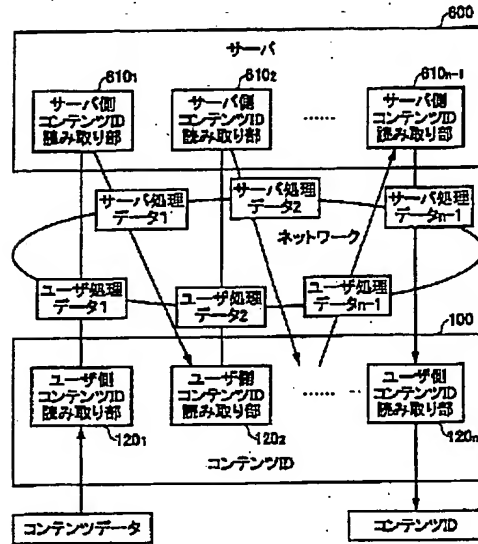 600
サーバ
610₁
610₂
610n-1
サーバ側
コンテンツID
読み取り部
サーバ側
コンテンツID
読み取り部
……
サーバ側
コンテンツID
読み取り部
サーバ処理
データ1
サーバ処理
データ2
サーバ処理
データn-1
ネットワーク
ユーザ処理
データ1
ユーザ処理
データ2
ユーザ処理
データn-1
100
ユーザ側
コンテンツID
読み取り部
ユーザ側
コンテンツID
読み取り部
……
ユーザ側
コンテンツID
読み取り部
120₁
120₂
120n
コンテンツID
コンテンツデータ
コンテンツID